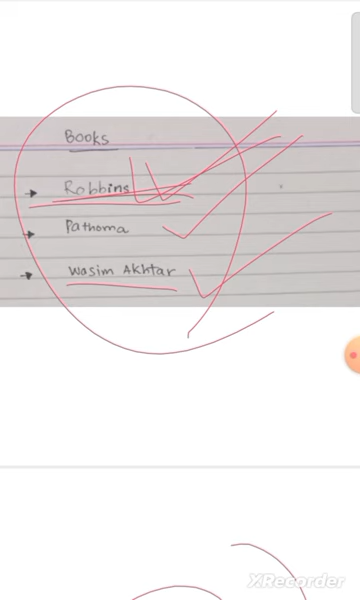 Books
→ Robbins
→ Pathoma
→ Wasim Akhtar
XRecorder